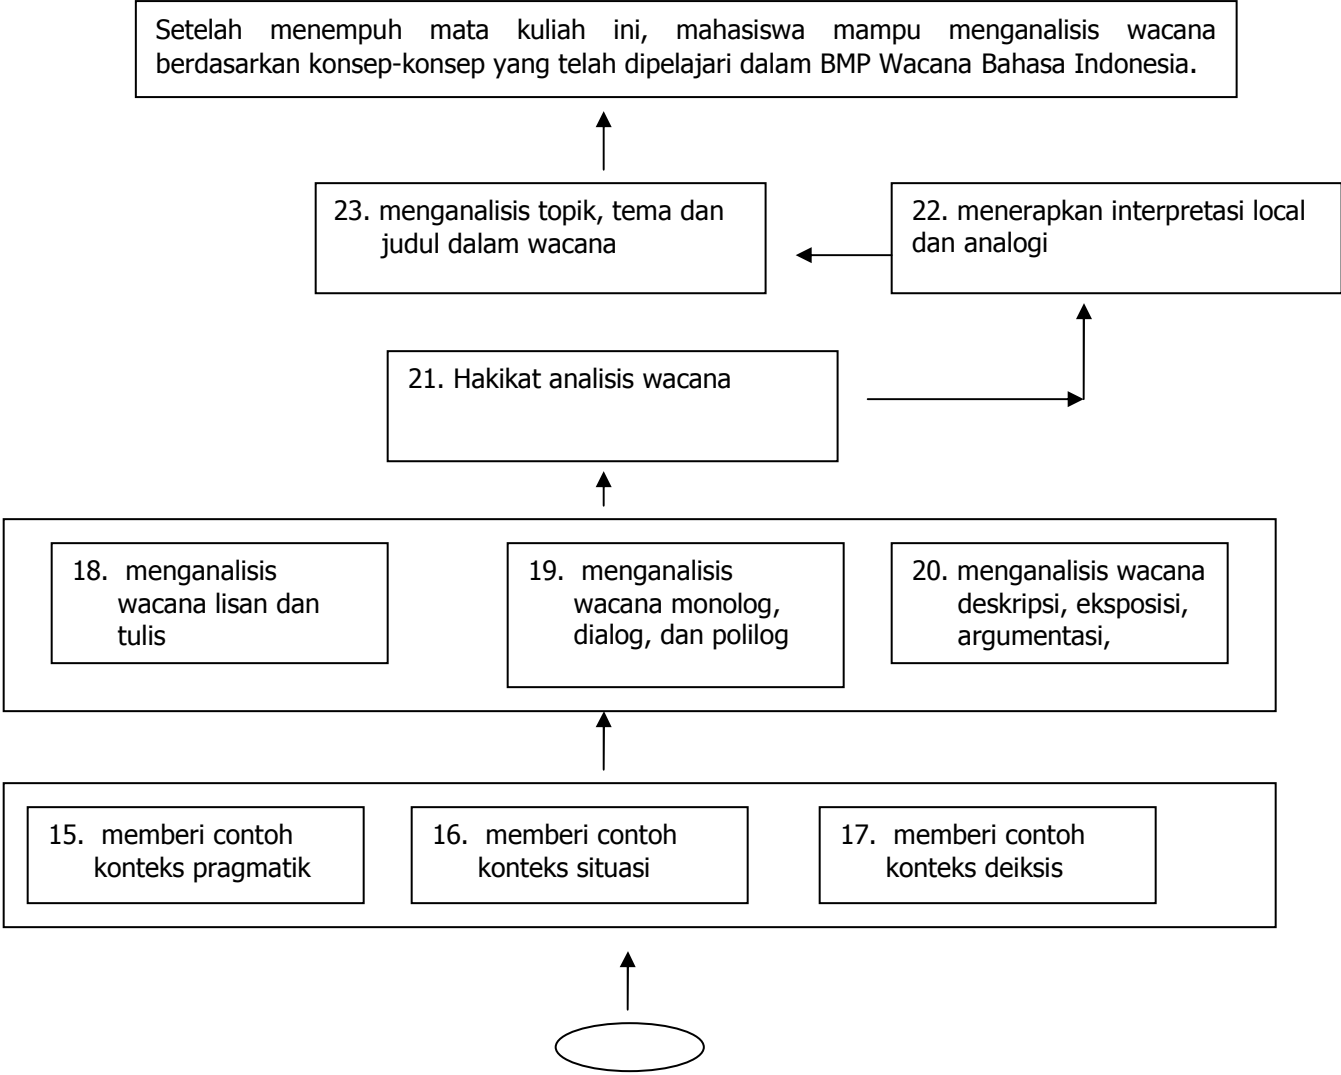 Setelah menempuh mata kuliah ini, mahasiswa mampu menganalisis wacana
berdasarkan konsep-konsep yang telah dipelajari dalam BMP Wacana Bahasa Indonesia.
23. menganalisis topik, tema dan
judul dalam wacana
22. menerapkan interpretasi local
dan analogi
21. Hakikat analisis wacana
18. menganalisis
wacana lisan dan
tulis
19. menganalisis
wacana monolog,
dialog, dan polilog
20. menganalisis wacana
deskripsi, eksposisi,
argumentasi,
15. memberi contoh
konteks pragmatik
16. memberi contoh
konteks situasi
17. memberi contoh
konteks deiksis